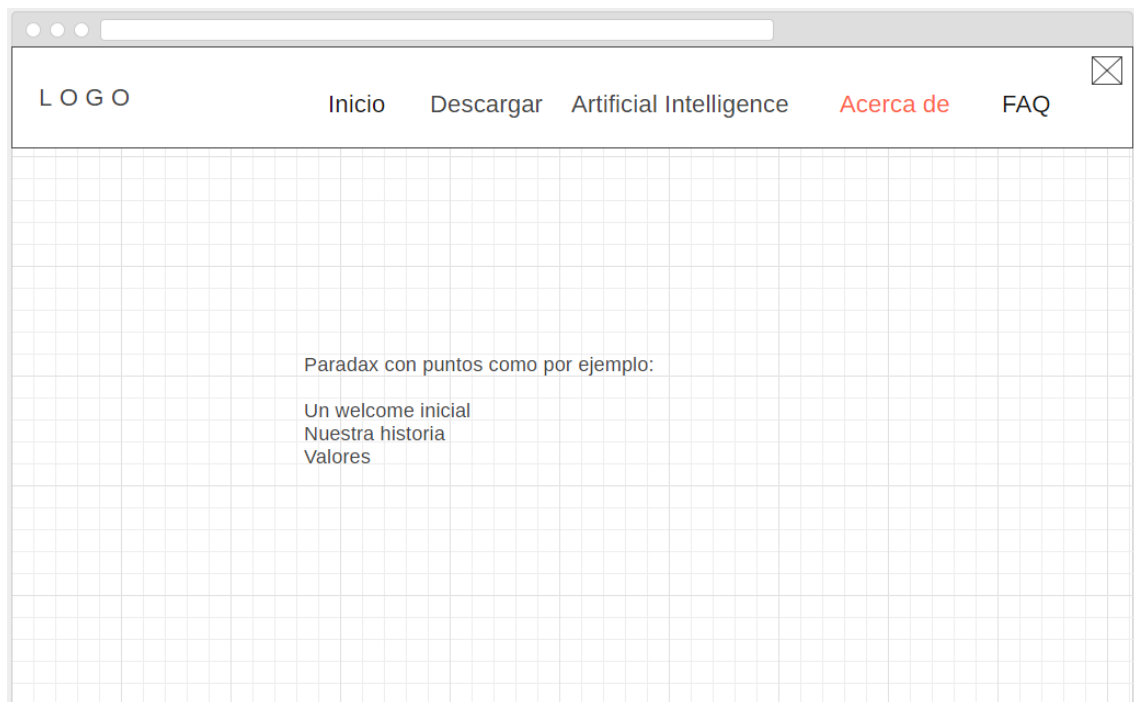 LOGO
Inicio Descargar Artificial Intelligence Acerca de FAQ
Paradax con puntos como por ejemplo:
Un welcome inicial
Nuestra historia
Valores